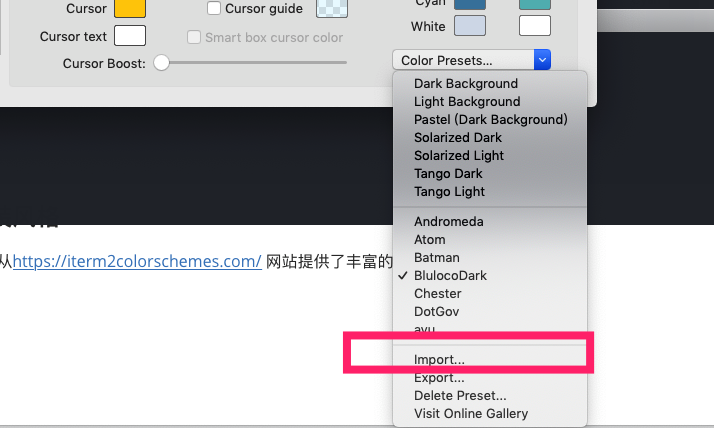 Cyan
Cursor
Cursor guide
White
Cursor text
Smart box cursor color
Cursor Boost:
Color Presets...
Dark Background
Light Background
Pastel (Dark Background)
Solarized Dark
Solarized Light
Tango Dark
Tango Light
Andromeda
Atom
Batman
✓ BlulocoDark
Chester
DotGov
ayu
Import...
Export...
Delete Preset...
Visit Online Gallery
从https://iterm2colorschemes.com/ 网站提供了丰富的